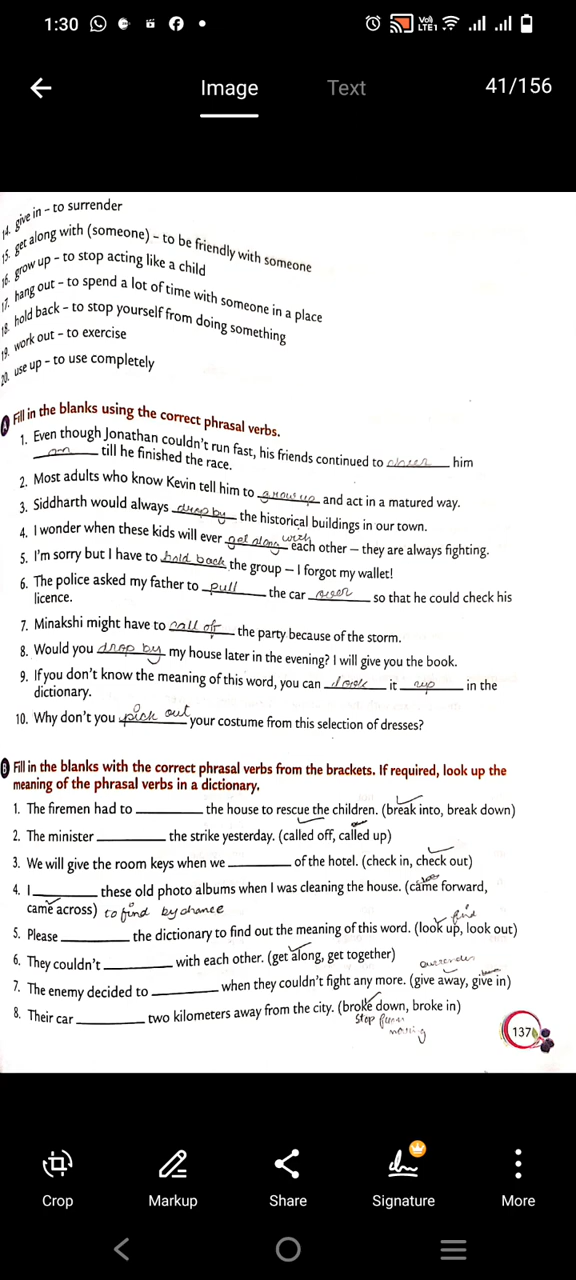 1:30
Vo) LTE1
Image Text 41/156
14. give in – to surrender
15. get along with (someone) – to be friendly with someone
16. grow up – to stop acting like a child
17. hang out – to spend a lot of time with someone in a place
18. hold back – to stop yourself from doing something
19. work out – to exercise
20. use up – to use completely
A Fill in the blanks using the correct phrasal verbs.
1. Even though Jonathan couldn't run fast, his friends continued to cheer him
on till he finished the race.
2. Most adults who know Kevin tell him to grow up and act in a matured way.
3. Siddharth would always drop by the historical buildings in our town.
4. I wonder when these kids will ever get along with each other – they are always fighting.
5. I'm sorry but I have to hold back the group – I forgot my wallet!
6. The police asked my father to pull the car over so that he could check his
licence.
7. Minakshi might have to call off the party because of the storm.
8. Would you drop by my house later in the evening? I will give you the book.
9. If you don't know the meaning of this word, you can look it up in the
dictionary.
10. Why don't you pick out your costume from this selection of dresses?
B Fill in the blanks with the correct phrasal verbs from the brackets. If required, look up the
meaning of the phrasal verbs in a dictionary.
1. The firemen had to ________ the house to rescue the children. (break into, break down)
2. The minister ________ the strike yesterday. (called off, called up)
3. We will give the room keys when we ________ of the hotel. (check in, check out)
4. I ________ these old photo albums when I was cleaning the house. (came forward,
came across) to find by chance
find
5. Please ________ the dictionary to find out the meaning of this word. (look up, look out)
6. They couldn't ________ with each other. (get along, get together)
surrender
7. The enemy decided to ________ when they couldn't fight any more. (give away, give in)
8. Their car ________ two kilometers away from the city. (broke down, broke in)
stop
137
Crop Markup Share Signature More